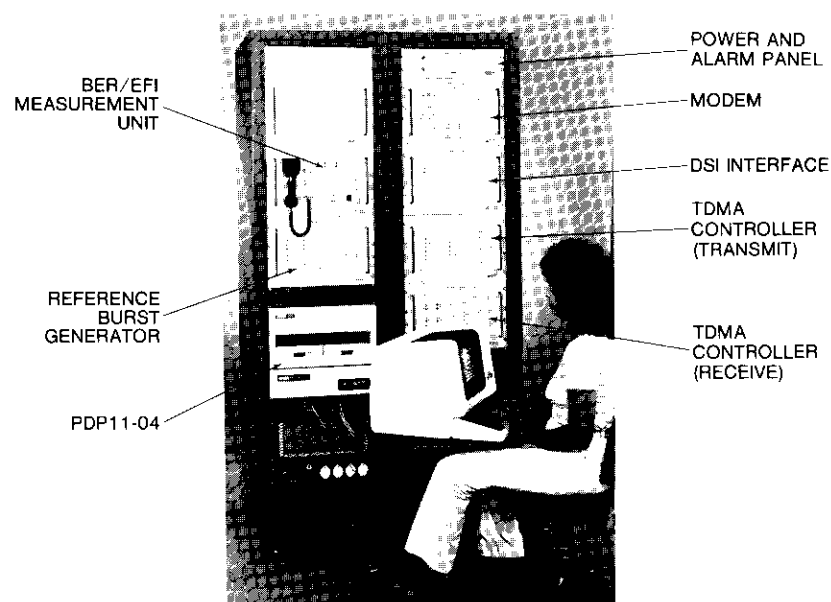 BER/EFI
MEASUREMENT
UNIT
REFERENCE
BURST
GENERATOR
PDP11-04
POWER AND
ALARM PANEL
MODEM
DSI INTERFACE
TDMA
CONTROLLER
(TRANSMIT)
TDMA
CONTROLLER
(RECEIVE)